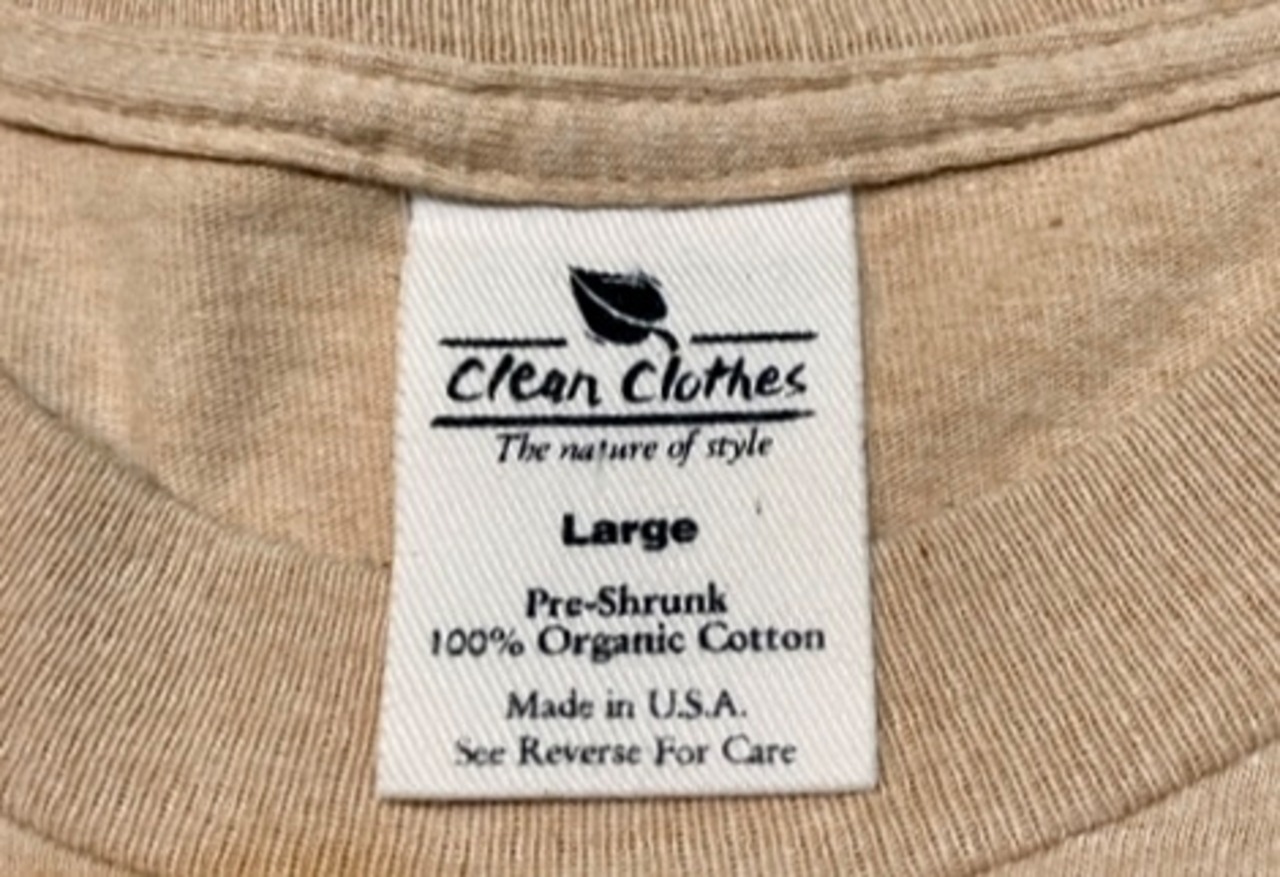 Clean Clothes
The nature of style
Large
Pre-Shrunk
100% Organic Cotton
Made in U.S.A.
See Reverse For Care